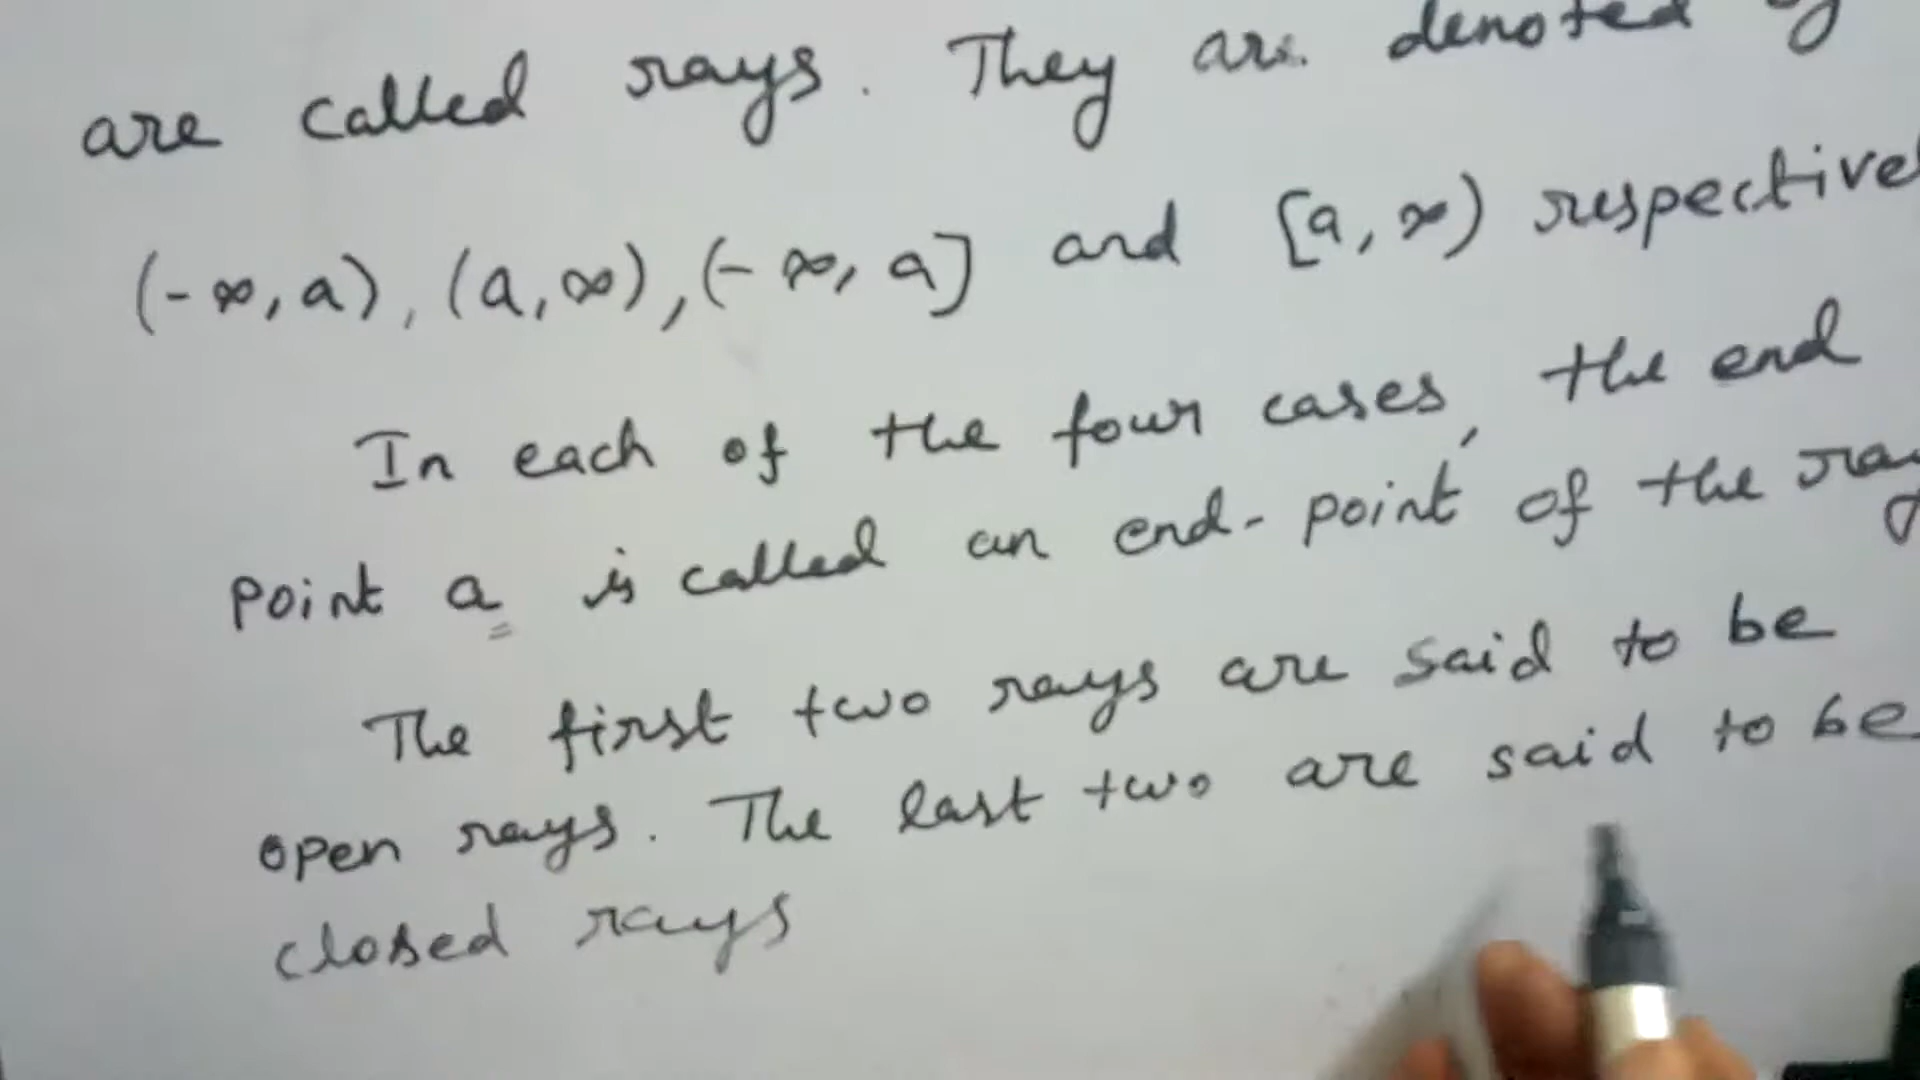 are called rays. They are denoted by
(-∞, a), (a, ∞), (-∞, a] and [a, ∞) respective
In each of the four cases, the end
point a is called an end-point of the ray
The first two rays are said to be
open rays. The last two are said to be
closed rays